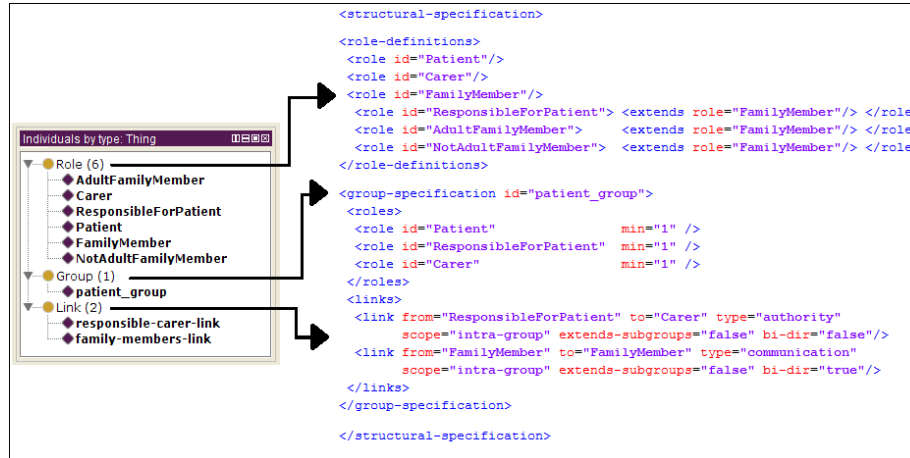 Individuals by type: Thing
Role (6)
AdultFamilyMember
Carer
ResponsibleForPatient
Patient
FamilyMember
NotAdultFamilyMember
Group (1)
patient_group
Link (2)
responsible-carer-link
family-members-link
<structural-specification>
<role-definitions>
<role id="Patient"/>
<role id="Carer"/>
<role id="FamilyMember"/>
<role id="ResponsibleForPatient"> <extends role="FamilyMember"/> </role
<role id="AdultFamilyMember"> <extends role="FamilyMember"/> </role
<role id="NotAdultFamilyMember"> <extends role="FamilyMember"/> </role
</role-definitions>
<group-specification id="patient_group">
<roles>
<role id="Patient" min="1" />
<role id="ResponsibleForPatient" min="1" />
<role id="Carer" min="1" />
</roles>
<links>
<link from="ResponsibleForPatient" to="Carer" type="authority"
scope="intra-group" extends-subgroups="false" bi-dir="false"/>
<link from="FamilyMember" to="FamilyMember" type="communication"
scope="intra-group" extends-subgroups="false" bi-dir="true"/>
</links>
</group-specification>
</structural-specification>